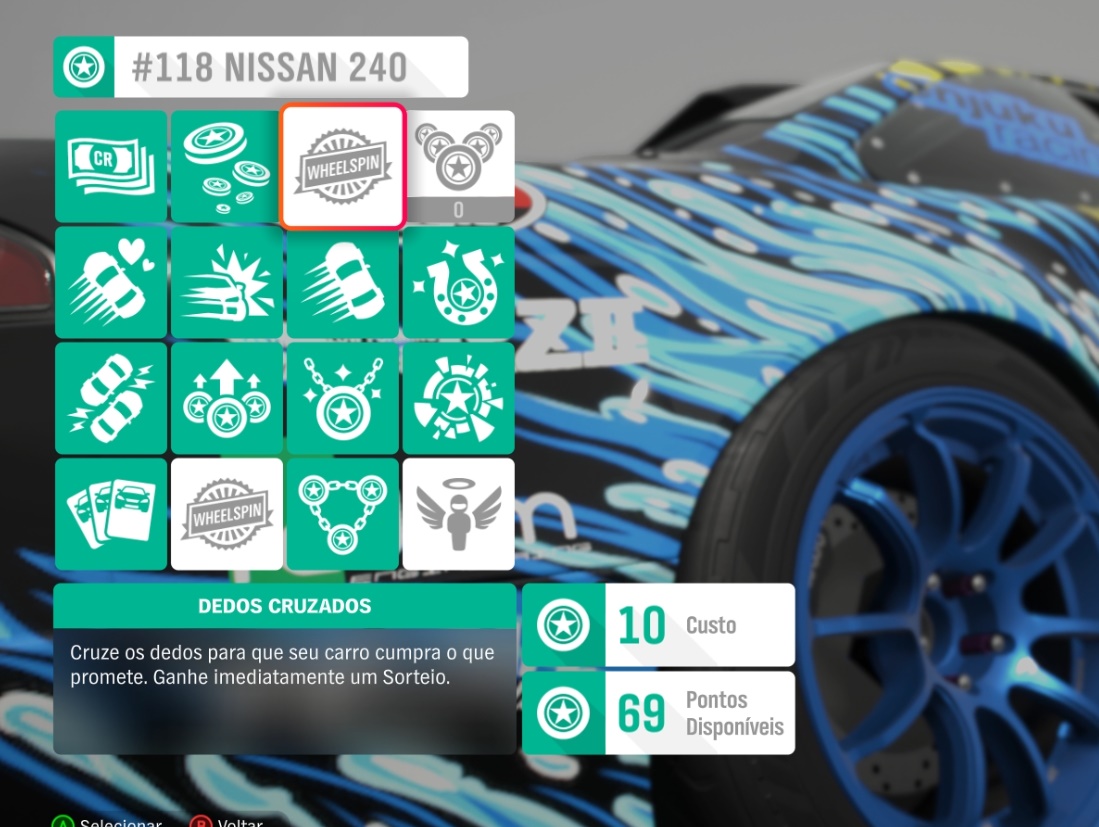 #118 NISSAN 240
CR
WHEELSPIN
0
ZII
WHEELSPIN
DEDOS CRUZADOS
Cruze os dedos para que seu carro cumpra o que
promete. Ganhe imediatamente um Sorteio.
10 Custo
69 Pontos
Disponíveis
A Selecionar B Voltar